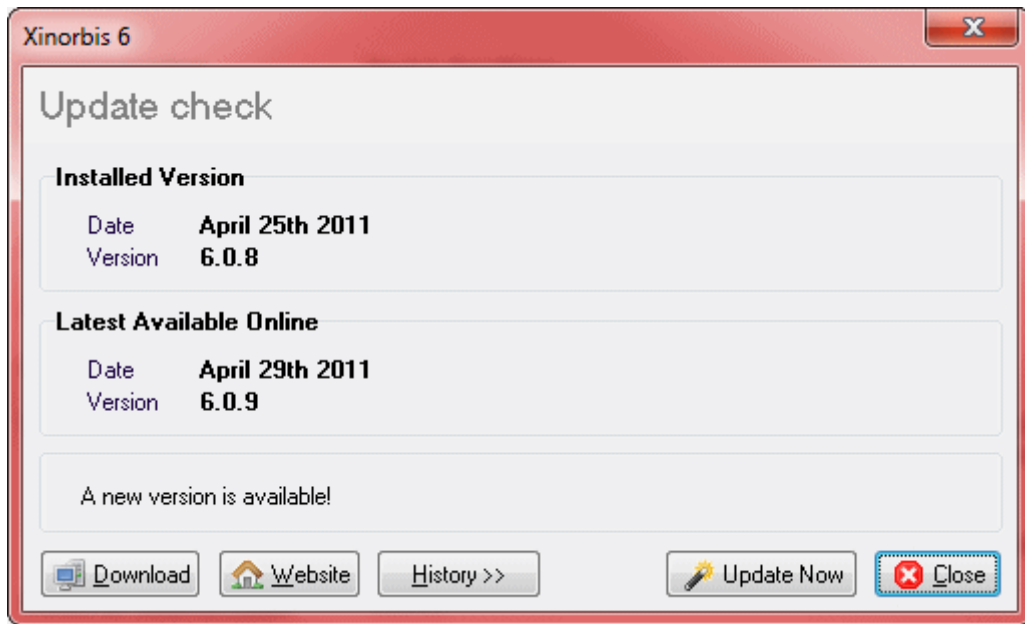 Xinorbis 6
Update check
Installed Version
Date April 25th 2011
Version 6.0.8
Latest Available Online
Date April 29th 2011
Version 6.0.9
A new version is available!
Download Website History >> Update Now Close